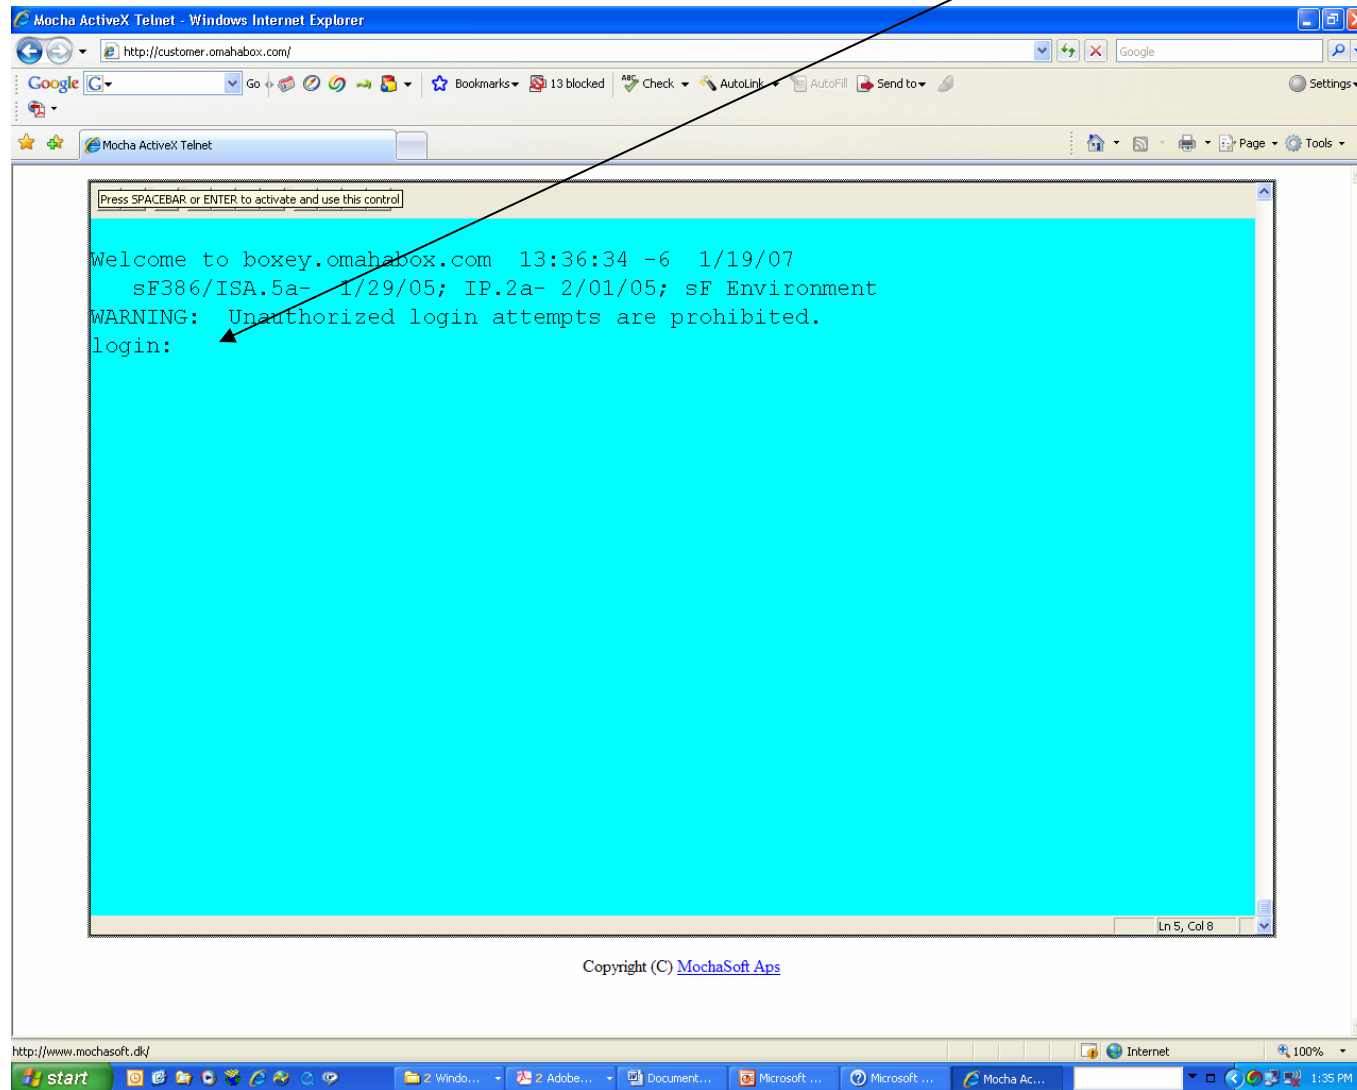 Mocha ActiveX Telnet - Windows Internet Explorer
http://customer.omahabox.com/
Google
Google G Go Bookmarks 13 blocked ABC Check AutoLink AutoFill Send to Settings
Mocha ActiveX Telnet
Page Tools
Press SPACEBAR or ENTER to activate and use this control
Welcome to boxey.omahabox.com 13:36:34 -6 1/19/07
sF386/ISA.5a- 1/29/05; IP.2a- 2/01/05; sF Environment
WARNING: Unauthorized login attempts are prohibited.
login:
Ln 5, Col 8
Copyright (C) MochaSoft Aps
http://www.mochasoft.dk/
Internet
100%
start
2 Windo...
2 Adobe...
Document...
Microsoft ...
Microsoft ...
Mocha Ac...
1:35 PM